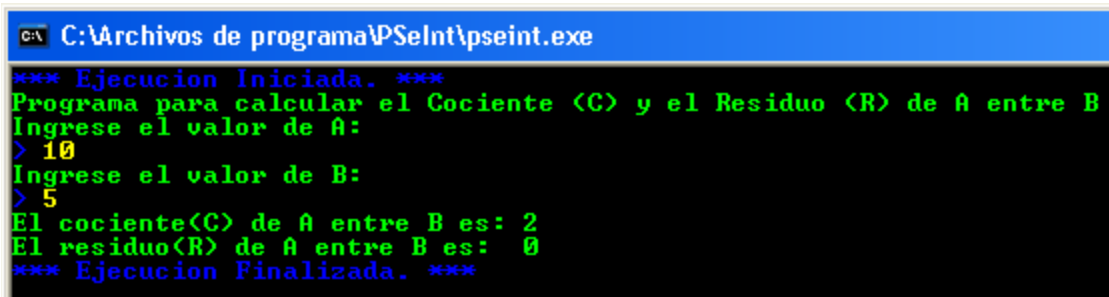 C:\ C:\Archivos de programa\PSeInt\pseint.exe
*** Ejecucion Iniciada. ***
Programa para calcular el Cociente (C) y el Residuo (R) de A entre B
Ingrese el valor de A:
> 10
Ingrese el valor de B:
> 5
El cociente(C) de A entre B es: 2
El residuo(R) de A entre B es:  0
*** Ejecucion Finalizada. ***